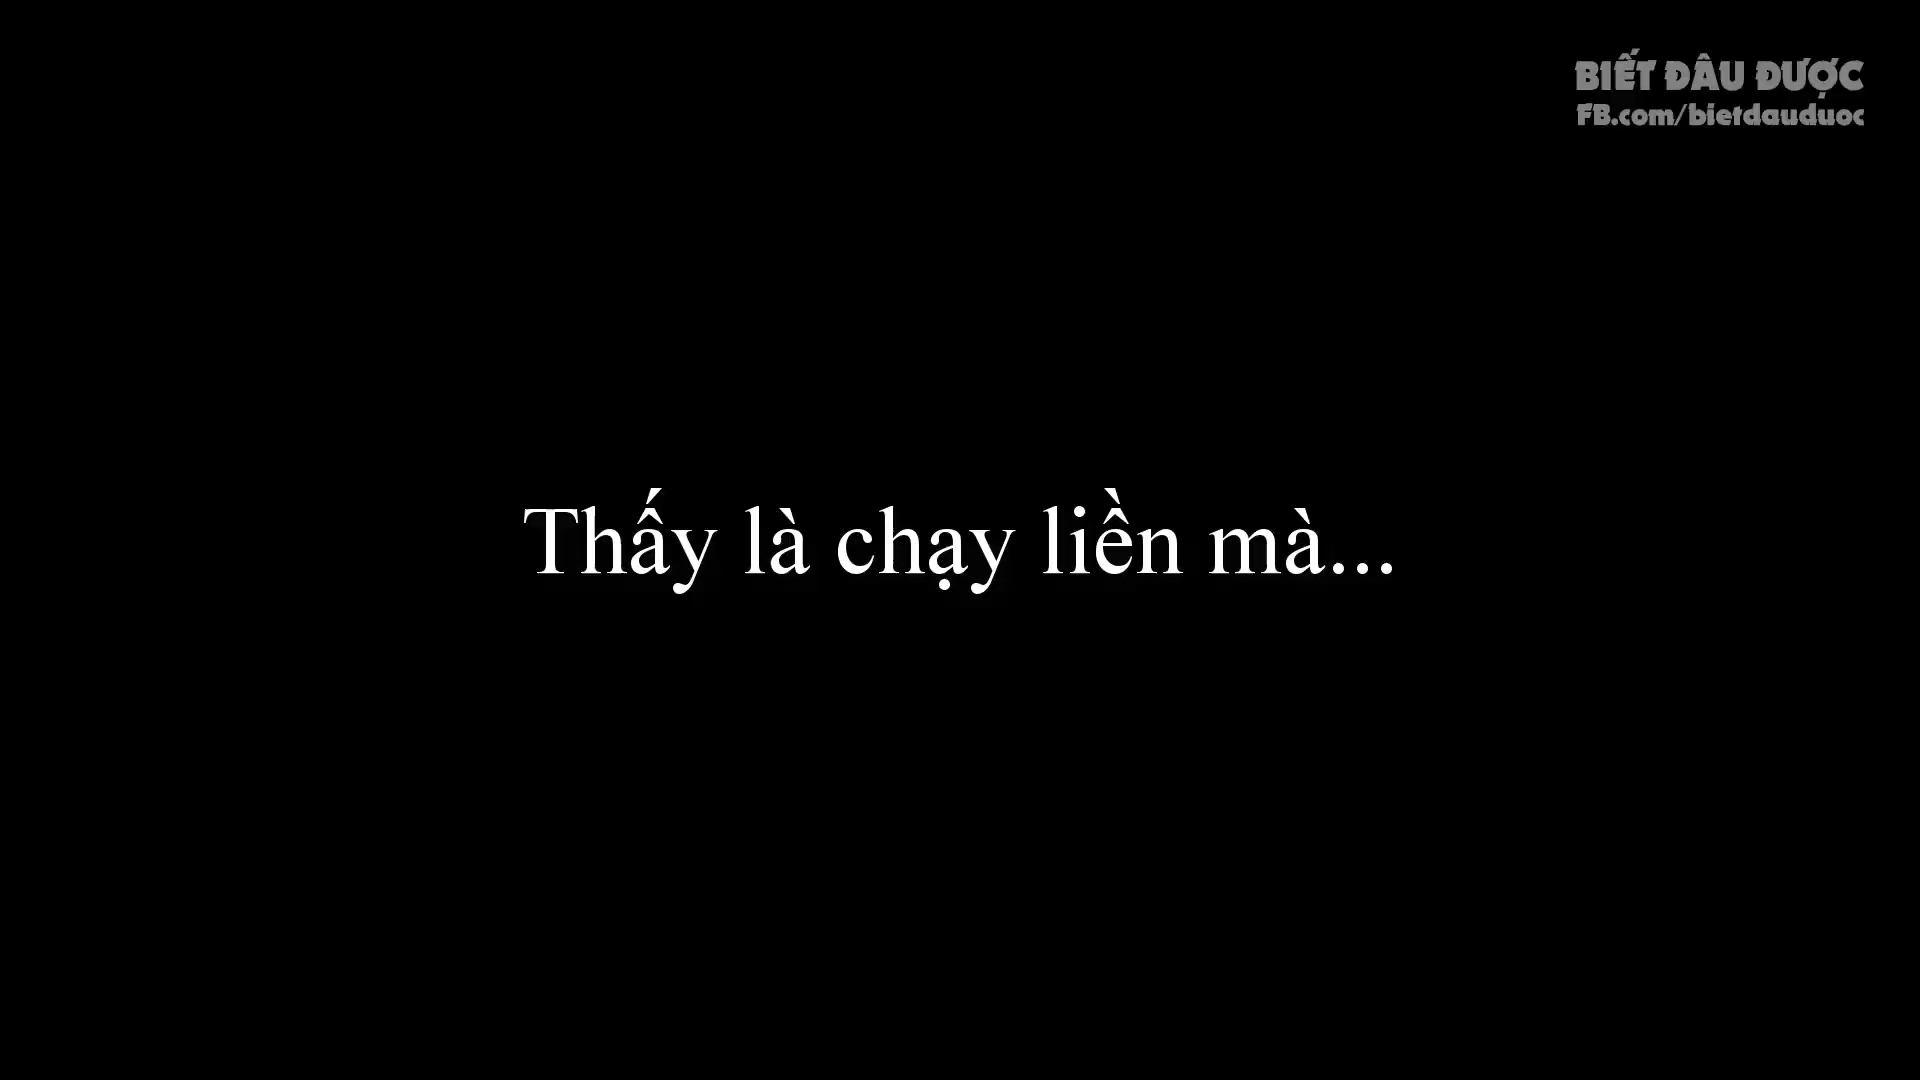 BIẾT ĐÂU ĐƯỢC
FB.com/bietdauduoc
Thấy là chạy liền mà...